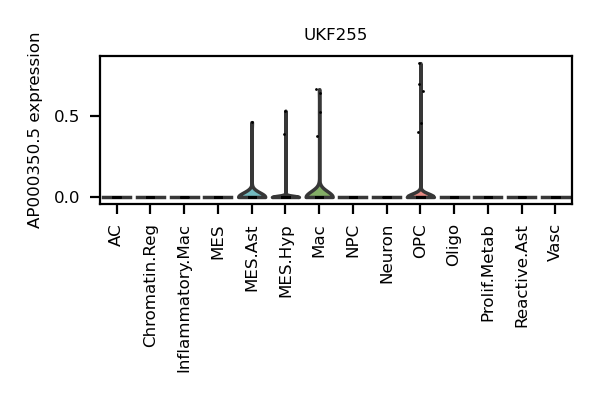 UKF255
AP000350.5 expression
0.5
0.0
AC
Chromatin.Reg
Inflammatory.Mac
MES
MES.Ast
MES.Hyp
Mac
NPC
Neuron
OPC
Oligo
Prolif.Metab
Reactive.Ast
Vasc